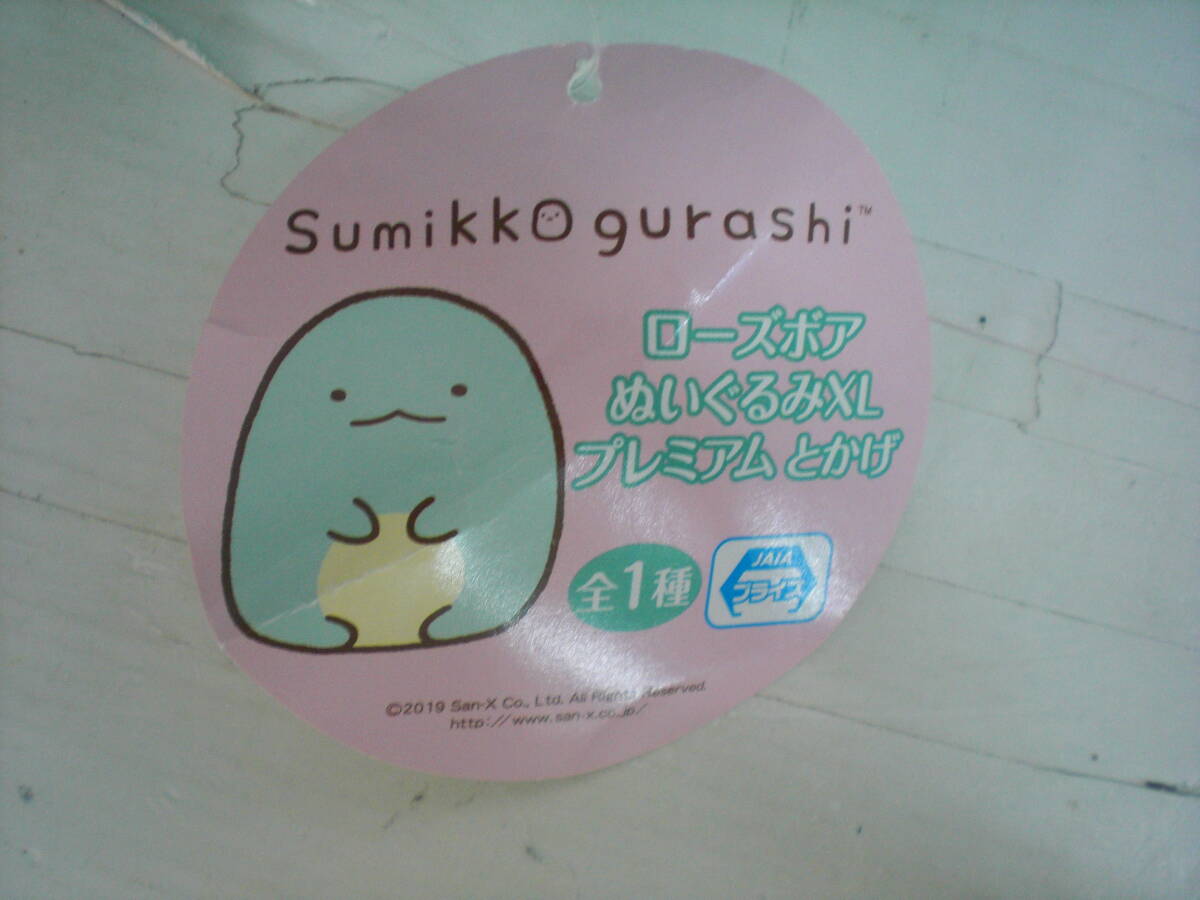 Sumikkogurashi™
ローズボア
ぬいぐるみXL
プレミアム とかげ
全1種
JAIA
プライズ
©2019 San-X Co., Ltd. All Rights Reserved.
http://www.san-x.co.jp/